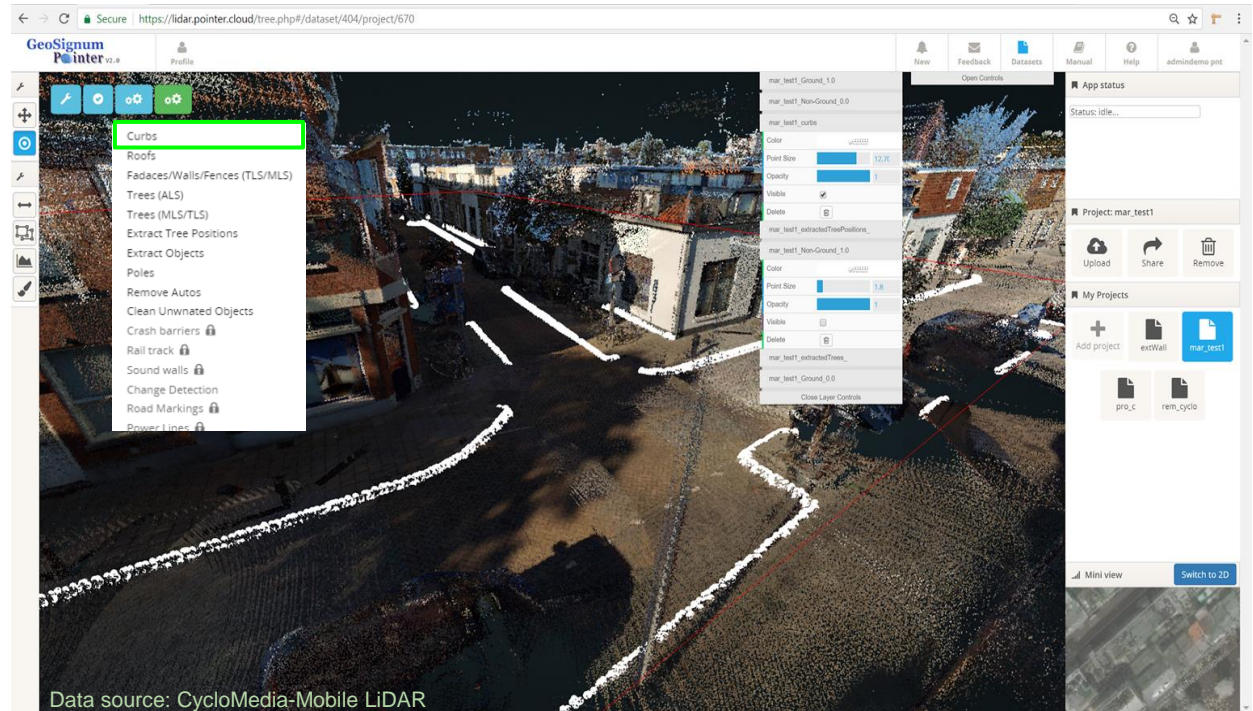 Secure
https://lidar.pointer.cloud/tree.php#/dataset/404/project/670
GeoSignum
Pointer V2.0
Profile
New
Feedback
Datasets
Manual
Help
admindemo pnt
Curbs
Roofs
Fadaces/Walls/Fences (TLS/MLS)
Trees (ALS)
Trees (MLS/TLS)
Extract Tree Positions
Extract Objects
Poles
Remove Autos
Clean Unwnated Objects
Crash barriers
Rail track
Sound walls
Change Detection
Road Markings
Power Lines
mar_test1_Ground_1.0
mar_test1_Non-Ground_0.0
mar_test1_curbs
Color
Point Size
12.7
Opacity
1
Visible
Delete
mar_test1_extractedTreePositions_
mar_test1_Non-Ground_1.0
Color
Point Size
1.8
Opacity
1
Visible
Delete
mar_test1_extractedTrees_
mar_test1_Ground_0.0
Close Layer Controls
Open Controls
App status
Status: idle...
Project: mar_test1
Upload
Share
Remove
My Projects
Add project
extWall
mar_test1
pro_c
rem_cyclo
Mini view
Switch to 2D
Data source: CycloMedia-Mobile LiDAR